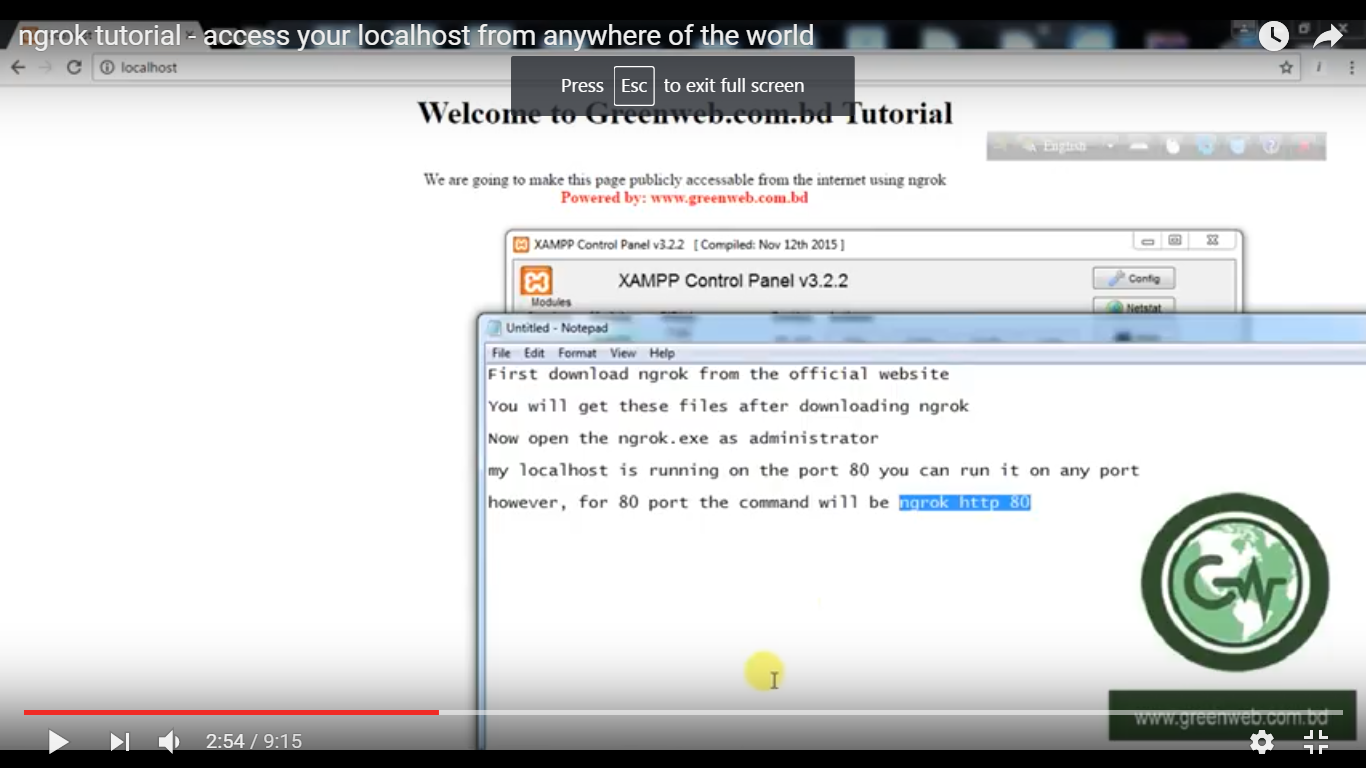 ngrok tutorial - access your localhost from anywhere of the world
localhost
Press Esc to exit full screen
Welcome to Greenweb.com.bd Tutorial
English
We are going to make this page publicly accessable from the internet using ngrok
Powered by: www.greenweb.com.bd
XAMPP Control Panel v3.2.2 [ Compiled: Nov 12th 2015 ]
XAMPP Control Panel v3.2.2
Config
Modules
Netstat
Untitled - Notepad
File Edit Format View Help
First download ngrok from the official website
You will get these files after downloading ngrok
Now open the ngrok.exe as administrator
my localhost is running on the port 80 you can run it on any port
however, for 80 port the command will be ngrok http 80
www.greenweb.com.bd
2:54 / 9:15